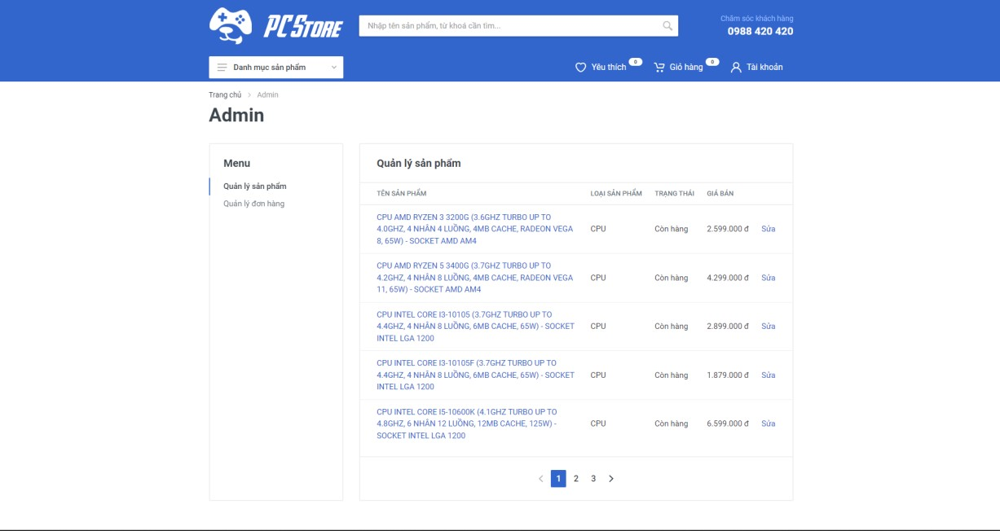 PC STORE
Nhập tên sản phẩm, từ khoá cần tìm...
Chăm sóc khách hàng
0988 420 420
Danh mục sản phẩm
Yêu thích 0
Giỏ hàng 0
Tài khoản
Trang chủ > Admin
Admin
Menu
Quản lý sản phẩm
Quản lý đơn hàng
Quản lý sản phẩm
TÊN SẢN PHẨM LOẠI SẢN PHẨM TRẠNG THÁI GIÁ BÁN
CPU AMD RYZEN 3 3200G (3.6GHZ TURBO UP TO
4.0GHZ, 4 NHÂN 4 LUỒNG, 4MB CACHE, RADEON VEGA CPU Còn hàng 2.599.000 đ Sửa
8, 65W) - SOCKET AMD AM4
CPU AMD RYZEN 5 3400G (3.7GHZ TURBO UP TO
4.2GHZ, 4 NHÂN 8 LUỒNG, 4MB CACHE, RADEON VEGA CPU Còn hàng 4.299.000 đ Sửa
11, 65W) - SOCKET AMD AM4
CPU INTEL CORE I3-10105 (3.7GHZ TURBO UP TO
4.4GHZ, 4 NHÂN 8 LUỒNG, 6MB CACHE, 65W) - SOCKET CPU Còn hàng 2.899.000 đ Sửa
INTEL LGA 1200
CPU INTEL CORE I3-10105F (3.7GHZ TURBO UP TO
4.4GHZ, 4 NHÂN 8 LUỒNG, 6MB CACHE, 65W) - SOCKET CPU Còn hàng 1.879.000 đ Sửa
INTEL LGA 1200
CPU INTEL CORE I5-10600K (4.1GHZ TURBO UP TO
4.8GHZ, 6 NHÂN 12 LUỒNG, 12MB CACHE, 125W) - CPU Còn hàng 6.599.000 đ Sửa
SOCKET INTEL LGA 1200
< 1 2 3 >